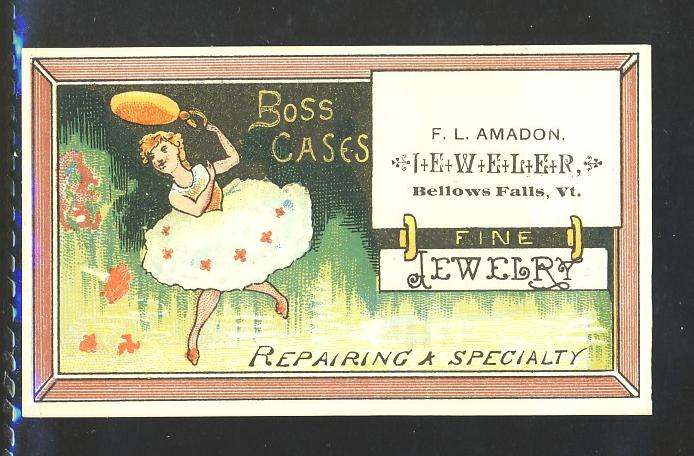 BOSS
CASES
F. L. AMADON,
JEWELER,
Bellows Falls, Vt.
FINE
JEWELRY
REPAIRING A SPECIALTY